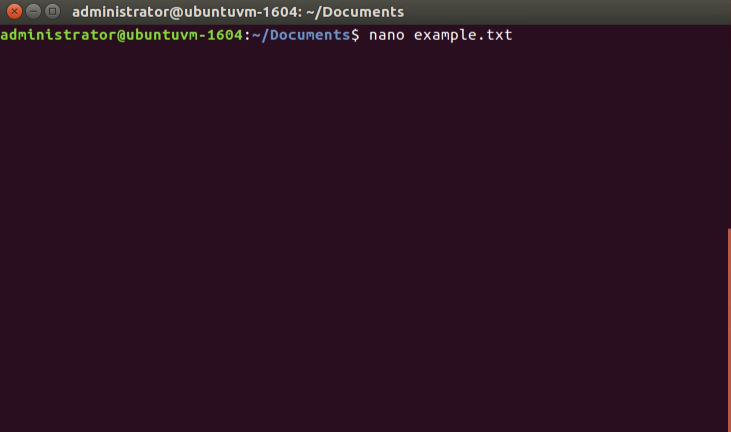 administrator@ubuntuvm-1604: ~/Documents
administrator@ubuntuvm-1604:~/Documents$ nano example.txt